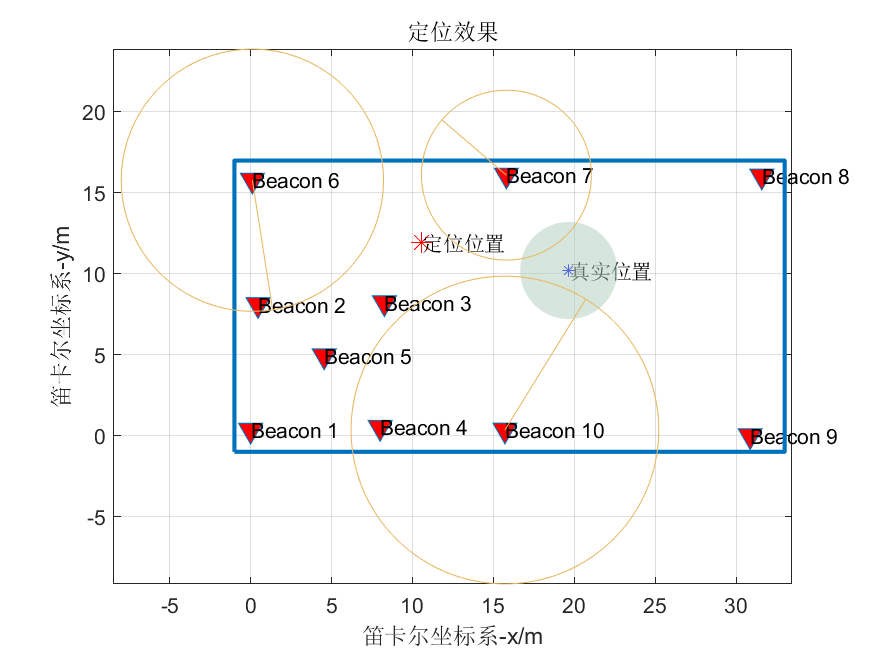 定位效果
20
15
10
5
0
-5
笛卡尔坐标系-y/m
Beacon 6
Beacon 7
Beacon 8
定位位置
真实位置
Beacon 2
Beacon 3
Beacon 5
Beacon 1
Beacon 4
Beacon 10
Beacon 9
-5
0
5
10
15
20
25
30
笛卡尔坐标系-x/m